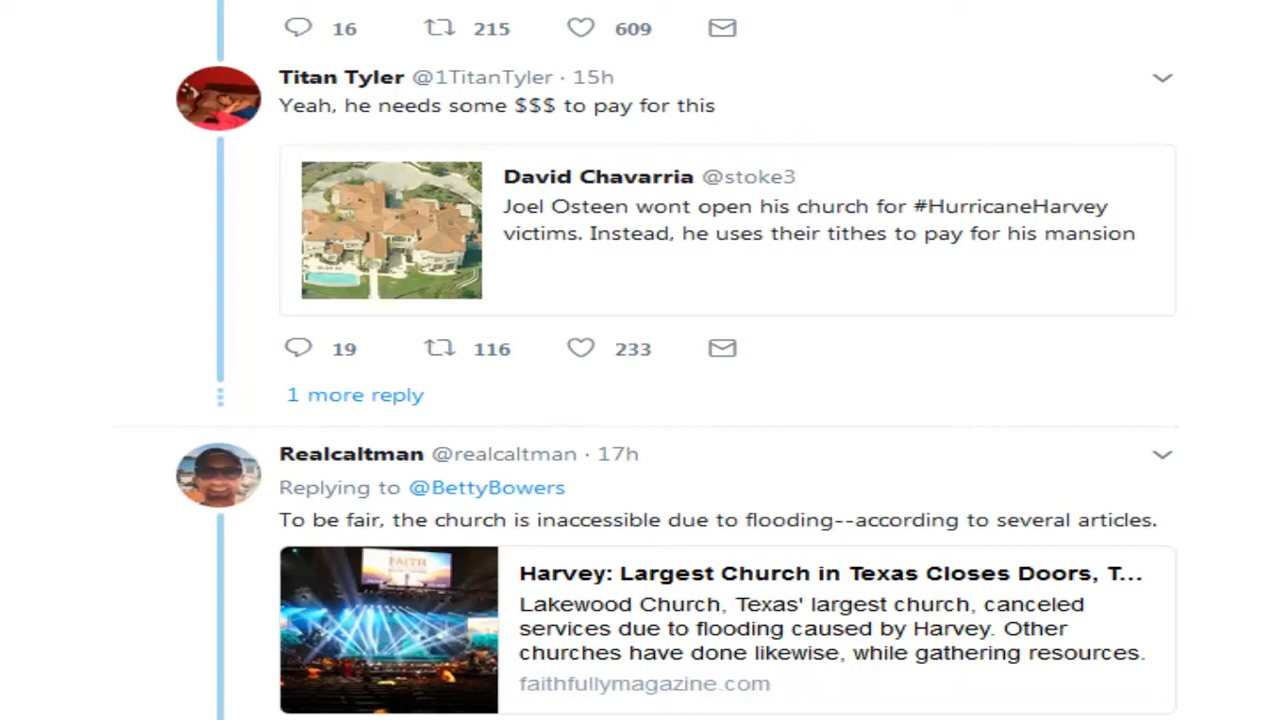 16 215 609
Titan Tyler @1TitanTyler · 15h
Yeah, he needs some $$$ to pay for this
David Chavarria @stoke3
Joel Osteen wont open his church for #HurricaneHarvey
victims. Instead, he uses their tithes to pay for his mansion
19 116 233
1 more reply
Realcaltman @realcaltman · 17h
Replying to @BettyBowers
To be fair, the church is inaccessible due to flooding--according to several articles.
FAITH
Harvey: Largest Church in Texas Closes Doors, T...
Lakewood Church, Texas' largest church, canceled
services due to flooding caused by Harvey. Other
churches have done likewise, while gathering resources.
faithfullymagazine.com